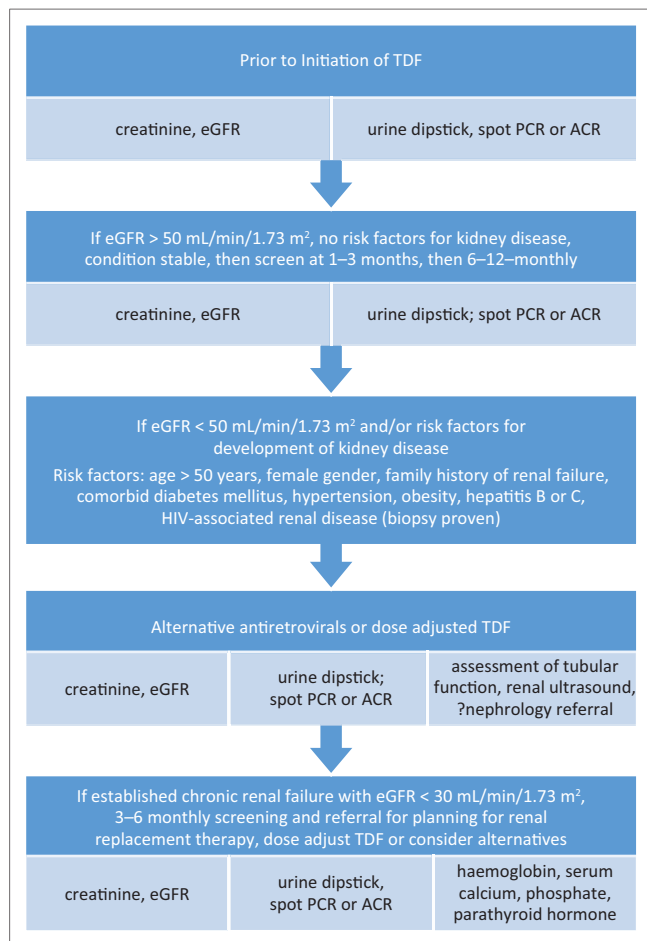 Prior to Initiation of TDF
creatinine, eGFR
urine dipstick, spot PCR or ACR
If eGFR > 50 mL/min/1.73 m², no risk factors for kidney disease,
condition stable, then screen at 1–3 months, then 6–12–monthly
creatinine, eGFR
urine dipstick; spot PCR or ACR
If eGFR < 50 mL/min/1.73 m² and/or risk factors for
development of kidney disease
Risk factors: age > 50 years, female gender, family history of renal failure,
comorbid diabetes mellitus, hypertension, obesity, hepatitis B or C,
HIV-associated renal disease (biopsy proven)
Alternative antiretrovirals or dose adjusted TDF
creatinine, eGFR
urine dipstick;
spot PCR or ACR
assessment of tubular
function, renal ultrasound,
?nephrology referral
If established chronic renal failure with eGFR < 30 mL/min/1.73 m²,
3–6 monthly screening and referral for planning for renal
replacement therapy, dose adjust TDF or consider alternatives
creatinine, eGFR
urine dipstick,
spot PCR or ACR
haemoglobin, serum
calcium, phosphate,
parathyroid hormone